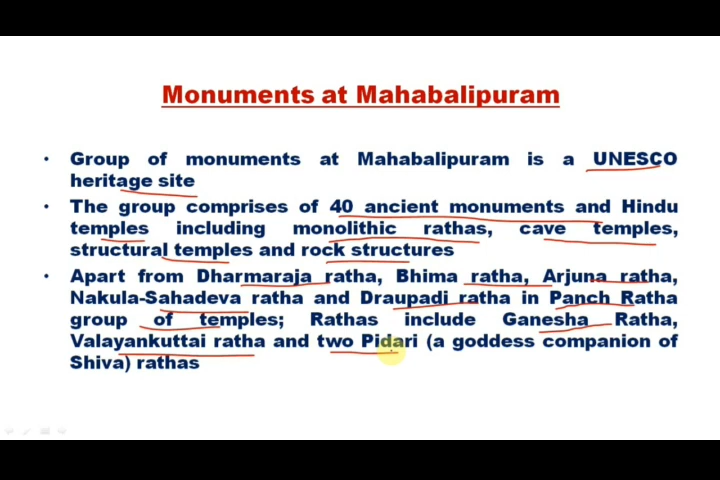 Monuments at Mahabalipuram
• Group of monuments at Mahabalipuram is a UNESCO
heritage site
• The group comprises of 40 ancient monuments and Hindu
temples including monolithic rathas, cave temples,
structural temples and rock structures
• Apart from Dharmaraja ratha, Bhima ratha, Arjuna ratha,
Nakula-Sahadeva ratha and Draupadi ratha in Panch Ratha
group of temples; Rathas include Ganesha Ratha,
Valayankuttai ratha and two Pidari (a goddess companion of
Shiva) rathas